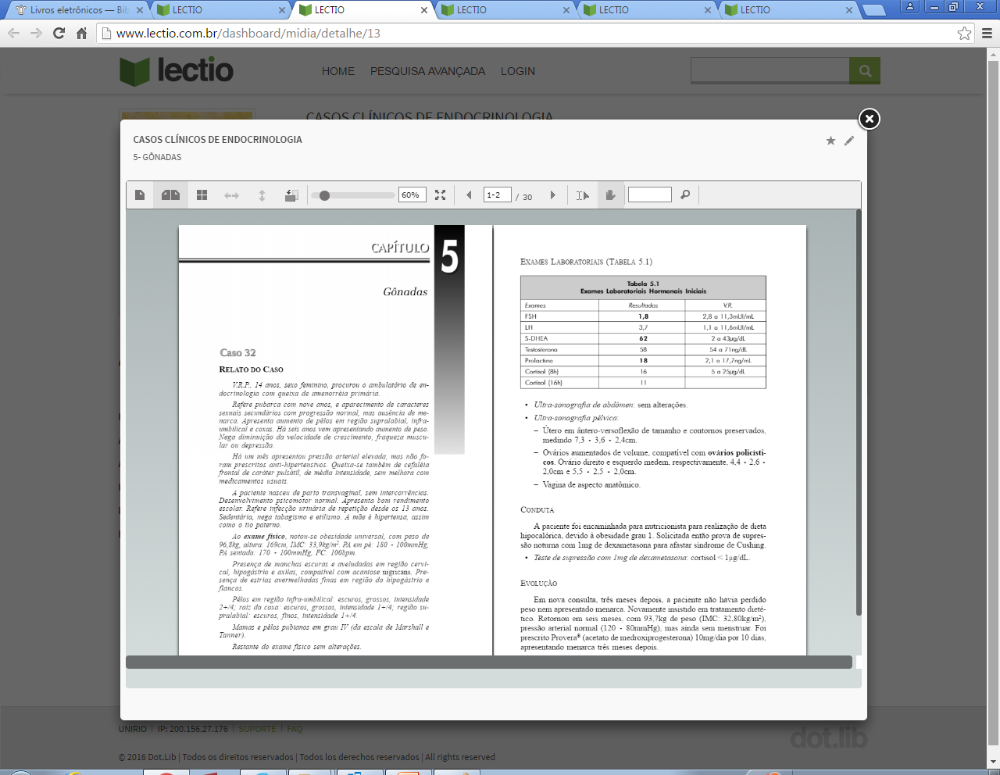 Livros eletrônicos — Bib
LECTIO
LECTIO
LECTIO
LECTIO
LECTIO
www.lectio.com.br/dashboard/midia/detalhe/13
lectio
HOME
PESQUISA AVANÇADA
LOGIN
CASOS CLÍNICOS DE ENDOCRINOLOGIA
CASOS CLÍNICOS DE ENDOCRINOLOGIA
5- GÔNADAS
60%
1-2
/ 30
CAPÍTULO
5
Gônadas
Caso 32
RELATO DO CASO
V.R.P., 14 anos, sexo feminino, procurou o ambulatório de en-
docrinologia com queixa de amenorréia primária.
Refere pubarca com nove anos, e aparecimento de caracteres
sexuais secundários com progressão normal, mas ausência de me-
narca. Apresenta aumento de pêlos em região supralabial, infra-
umbilical e coxas. Há seis anos vem apresentando aumento de peso.
Nega diminuição da velocidade de crescimento, fraqueza muscu-
lar ou depressão.
Há um mês apresentou pressão arterial elevada, mas não fo-
ram prescritos anti-hipertensivos. Queixa-se também de cefaléia
frontal de caráter pulsátil, de média intensidade, sem melhora com
medicamentos usuais.
A paciente nasceu de parto transvaginal, sem intercorrências.
Desenvolvimento psicomotor normal. Apresenta bom rendimento
escolar. Refere infecção urinária de repetição desde os 13 anos.
Sedentária, nega tabagismo e etilismo. A mãe é hipertensa, assim
como o tio paterno.
Ao exame físico, notou-se obesidade universal, com peso de
96,8kg, altura: 169cm, IMC: 33,9kg/m². PA em pé: 180 - 100mmHg,
PA sentada: 170 - 100mmHg, FC: 100bpm.
Presença de manchas escuras e aveludadas em região cervi-
cal, hipogástrio e axilas, compatível com acantose nigricans. Pre-
sença de estrias avermelhadas finas em região do hipogástrio e
flancos.
Pêlos em região infra-umbilical: escuros, grossos, intensidade
2+/4; raiz da coxa: escuros, grossos, intensidade 1+/4; região su-
pralabial: escuros, finos, intensidade 1+/4.
Mamas e pêlos pubianos em grau IV (da escala de Marshall e
Tanner).
Restante do exame físico sem alterações.
EXAMES LABORATORIAIS (TABELA 5.1)
Tabela 5.1
Exames Laboratoriais Hormonais Iniciais
Exames Resultados V.R.
FSH 1,8 2,8 a 11,3mUI/mL
LH 3,7 1,1 a 11,6mUI/mL
S-DHEA 62 2 a 43µg/dL
Testosterona 58 54 a 71ng/dL
Prolactina 18 2,1 a 17,7ng/mL
Cortisol (8h) 16 5 a 25µg/dL
Cortisol (16h) 11
• Ultra-sonografia de abdômen: sem alterações.
• Ultra-sonografia pélvica:
– Útero em ântero-versoflexão de tamanho e contornos preservados,
medindo 7,3 - 3,6 - 2,4cm.
– Ovários aumentados de volume, compatível com ovários policísti-
cos. Ovário direito e esquerdo medem, respectivamente, 4,4 - 2,6 -
2,0cm e 5,5 - 2,5 - 2,0cm.
– Vagina de aspecto anatômico.
CONDUTA
A paciente foi encaminhada para nutricionista para realização de dieta
hipocalórica, devido à obesidade grau 1. Solicitada então prova de supres-
são noturna com 1mg de dexametasona para afastar síndrome de Cushing.
• Teste de supressão com 1mg de dexametasona: cortisol < 1µg/dL.
EVOLUÇÃO
Em nova consulta, três meses depois, a paciente não havia perdido
peso nem apresentado menarca. Novamente insistido em tratamento dieté-
tico. Retornou em seis meses, com 93,7kg de peso (IMC: 32,80kg/m²),
pressão arterial normal (120 - 80mmHg), mas ainda sem menstruar. Foi
prescrito Provera® (acetato de medroxiprogesterona) 10mg/dia por 10 dias,
apresentando menarca três meses depois.
UNIRIO | IP: 200.156.27.176 | SUPORTE | FAQ
dot.lib
© 2016 Dot.Lib | Todos os direitos reservados | Todos los derechos reservados | All rights reserved